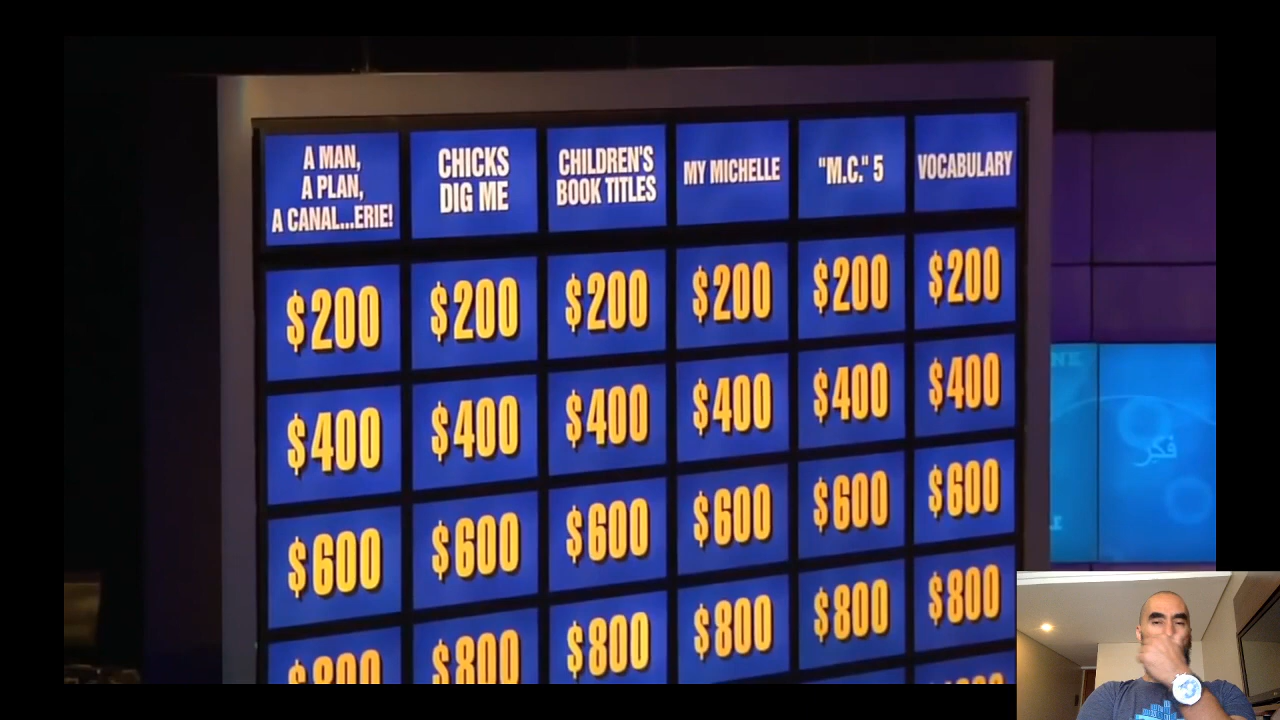 A MAN,
A PLAN,
A CANAL...ERIE!
CHICKS
DIG ME
CHILDREN'S
BOOK TITLES
MY MICHELLE
"M.C." 5
VOCABULARY
$200
$200
$200
$200
$200
$200
$400
$400
$400
$400
$400
$400
$600
$600
$600
$600
$600
$600
$800
$800
$800
$800
$800
$800
فكر